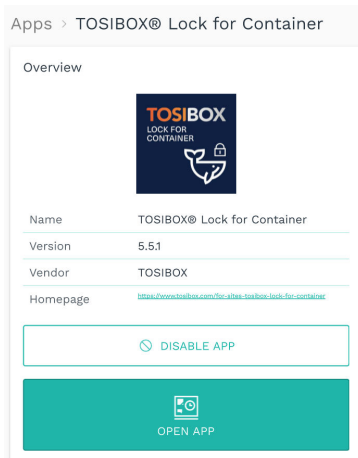 Apps > TOSIBOX® Lock for Container
Overview
TOSIBOX
LOCK FOR
CONTAINER
Name TOSIBOX® Lock for Container
Version 5.5.1
Vendor TOSIBOX
Homepage https://www.tosibox.com/for-sites-tosibox-lock-for-container
DISABLE APP
OPEN APP